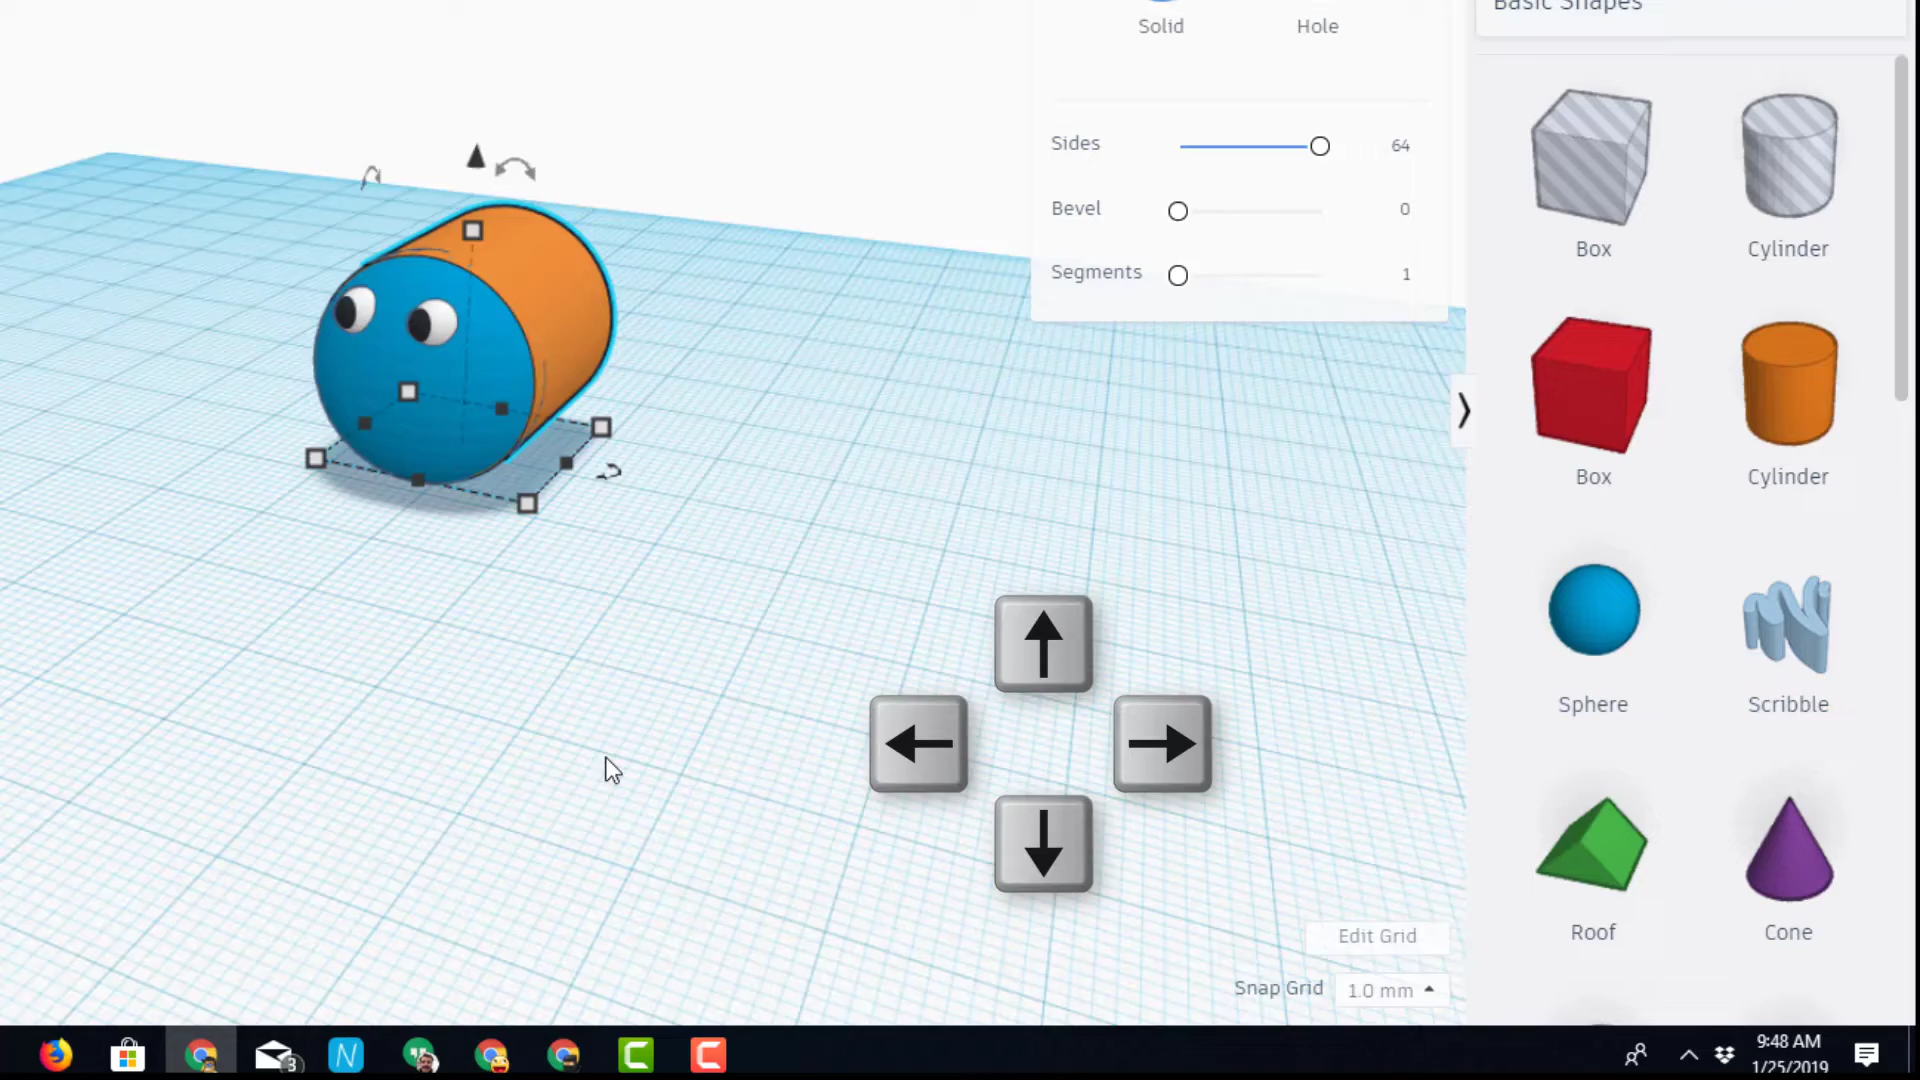 Basic Shapes
Solid Hole
Sides 64
Bevel 0
Segments 1
Box Cylinder
Box Cylinder
Sphere Scribble
Roof Cone
Edit Grid
Snap Grid 1.0 mm
3
N
9:48 AM
1/25/2019